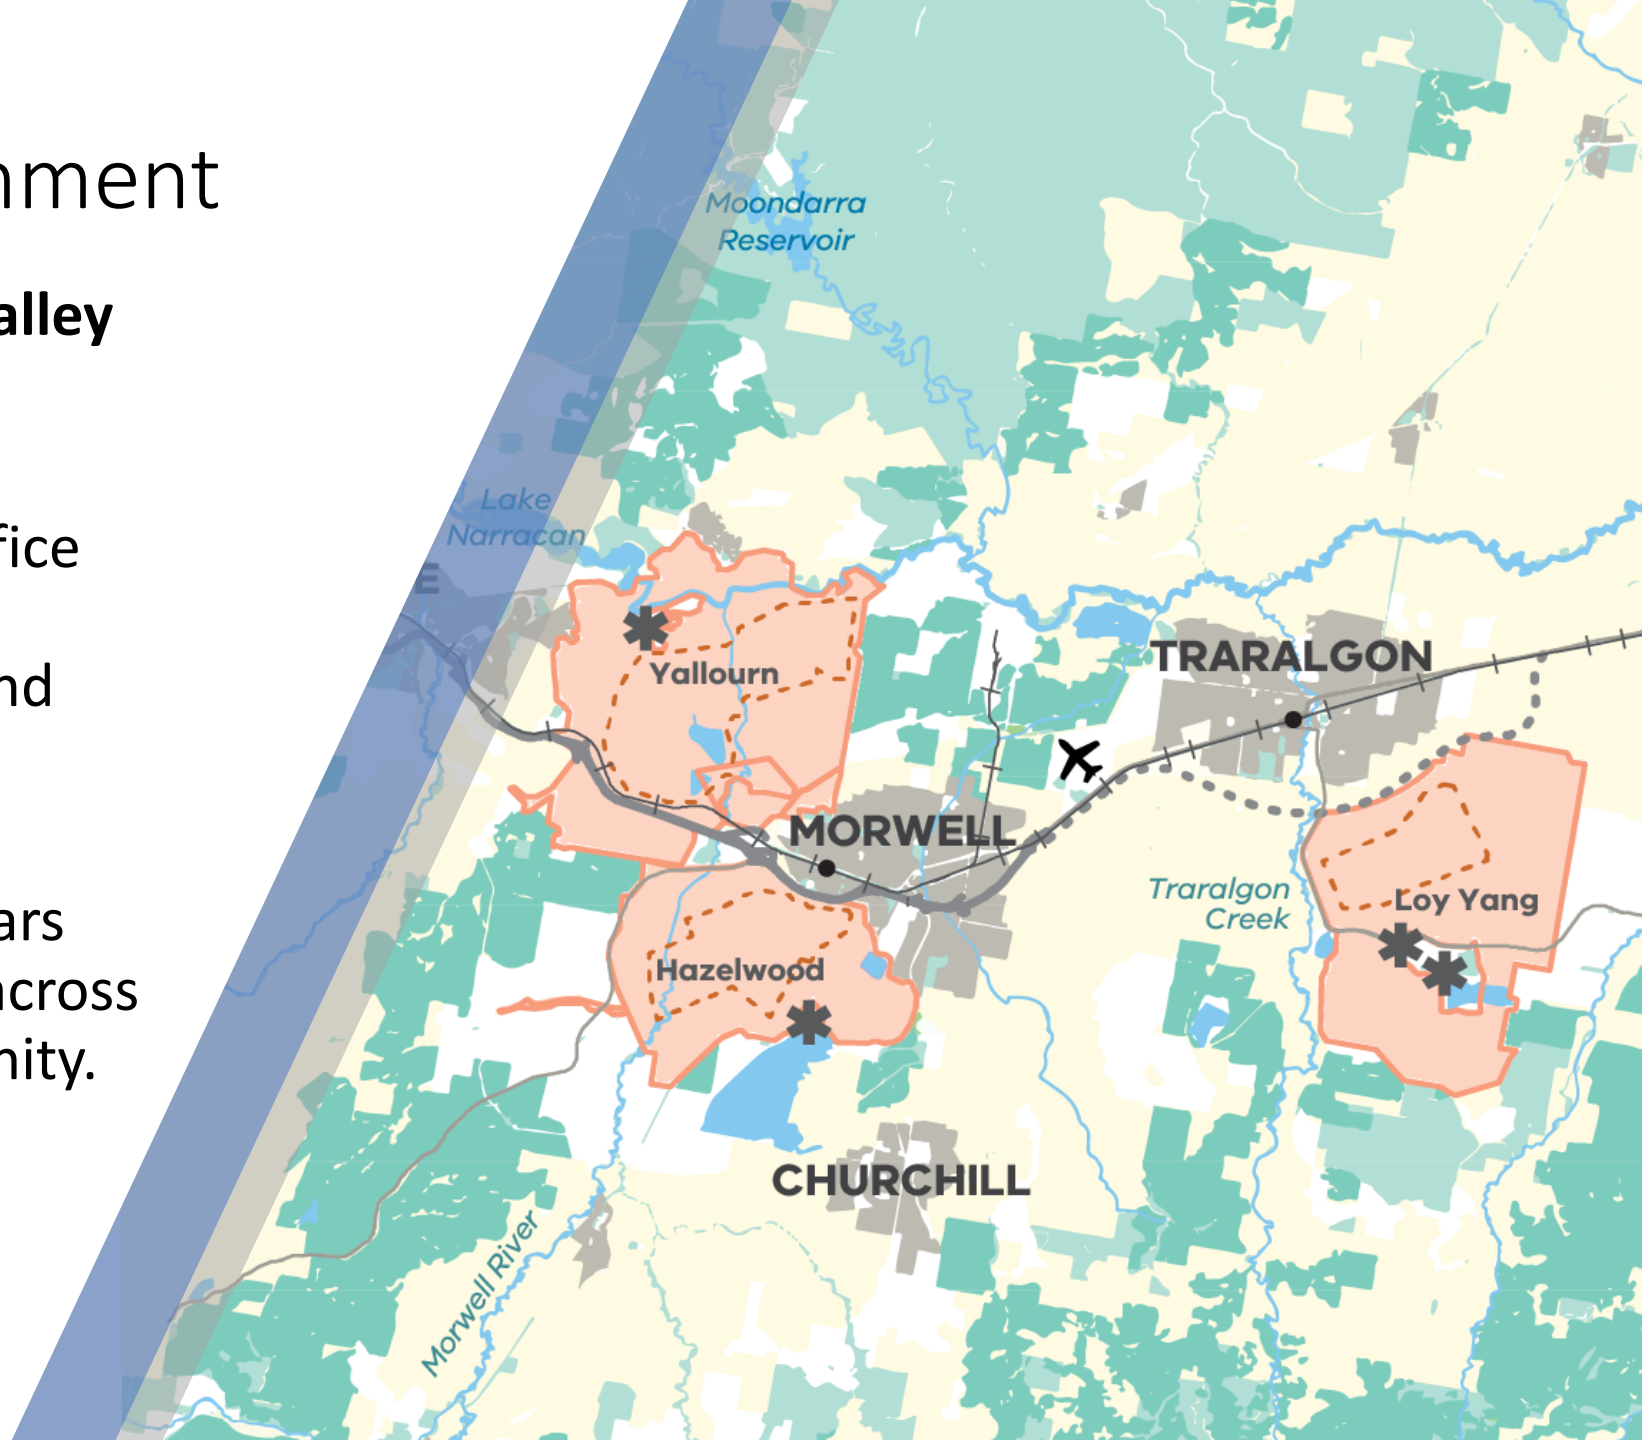 nment
alley
fice
nd
ars
across
nity.
Moondarra
Reservoir
Lake
Narracan
E
Yallourn
TRARALGON
MORWELL
Traralgon
Creek
Loy Yang
Hazelwood
CHURCHILL
Morwell River